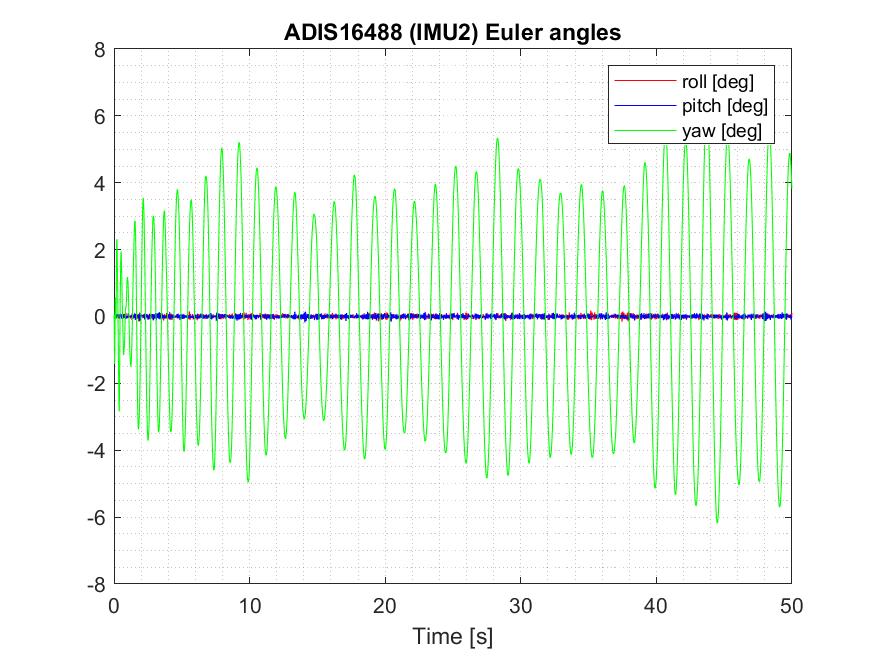 ADIS16488 (IMU2) Euler angles
8
6
4
2
0
-2
-4
-6
-8
roll [deg]
pitch [deg]
yaw [deg]
0 10 20 30 40 50
Time [s]